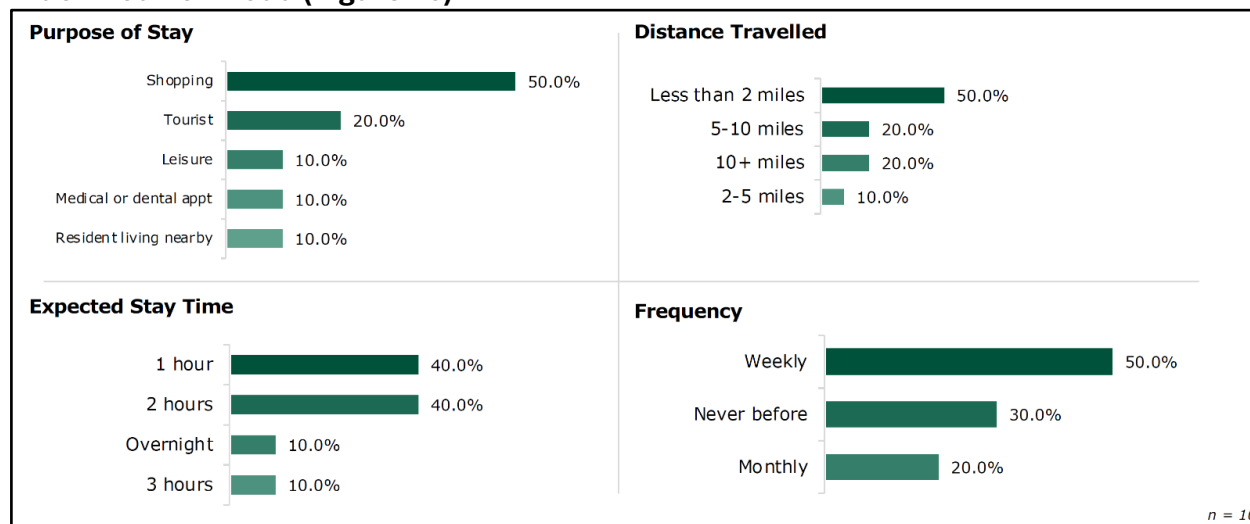 Purpose of Stay
Shopping 50.0%
Tourist 20.0%
Leisure 10.0%
Medical or dental appt 10.0%
Resident living nearby 10.0%
Distance Travelled
Less than 2 miles 50.0%
5-10 miles 20.0%
10+ miles 20.0%
2-5 miles 10.0%
Expected Stay Time
1 hour 40.0%
2 hours 40.0%
Overnight 10.0%
3 hours 10.0%
Frequency
Weekly 50.0%
Never before 30.0%
Monthly 20.0%
n = 10